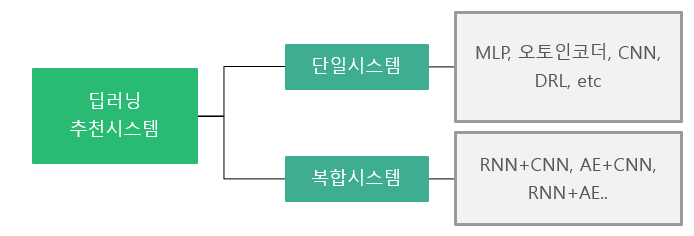 딥러닝
추천시스템
단일시스템
MLP, 오토인코더, CNN,
DRL, etc
복합시스템
RNN+CNN, AE+CNN,
RNN+AE..